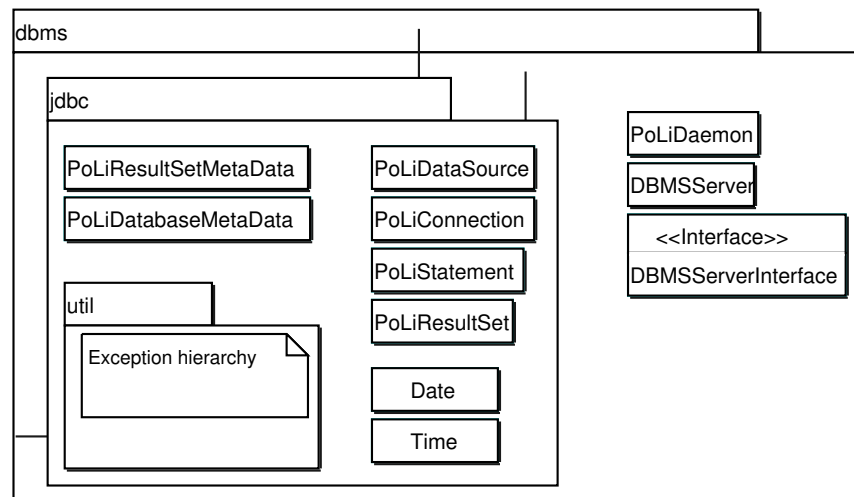 dbms
jdbc
PoLiResultSetMetaData
PoLiDatabaseMetaData
util
Exception hierarchy
PoLiDataSource
PoLiConnection
PoLiStatement
PoLiResultSet
Date
Time
PoLiDaemon
DBMSServer
<<Interface>>
DBMSServerInterface